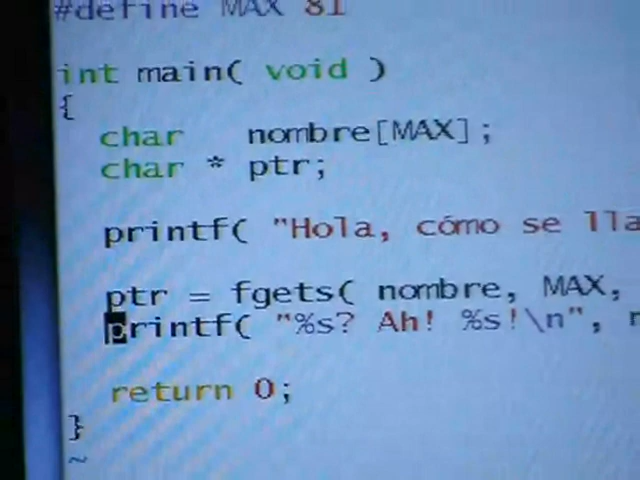 #define MAX 81
int main( void )
{
char nombre[MAX];
char * ptr;
printf( "Hola, cómo se lla
ptr = fgets( nombre, MAX,
printf( "%s? Ah! %s!\n", n
return 0;
}
~